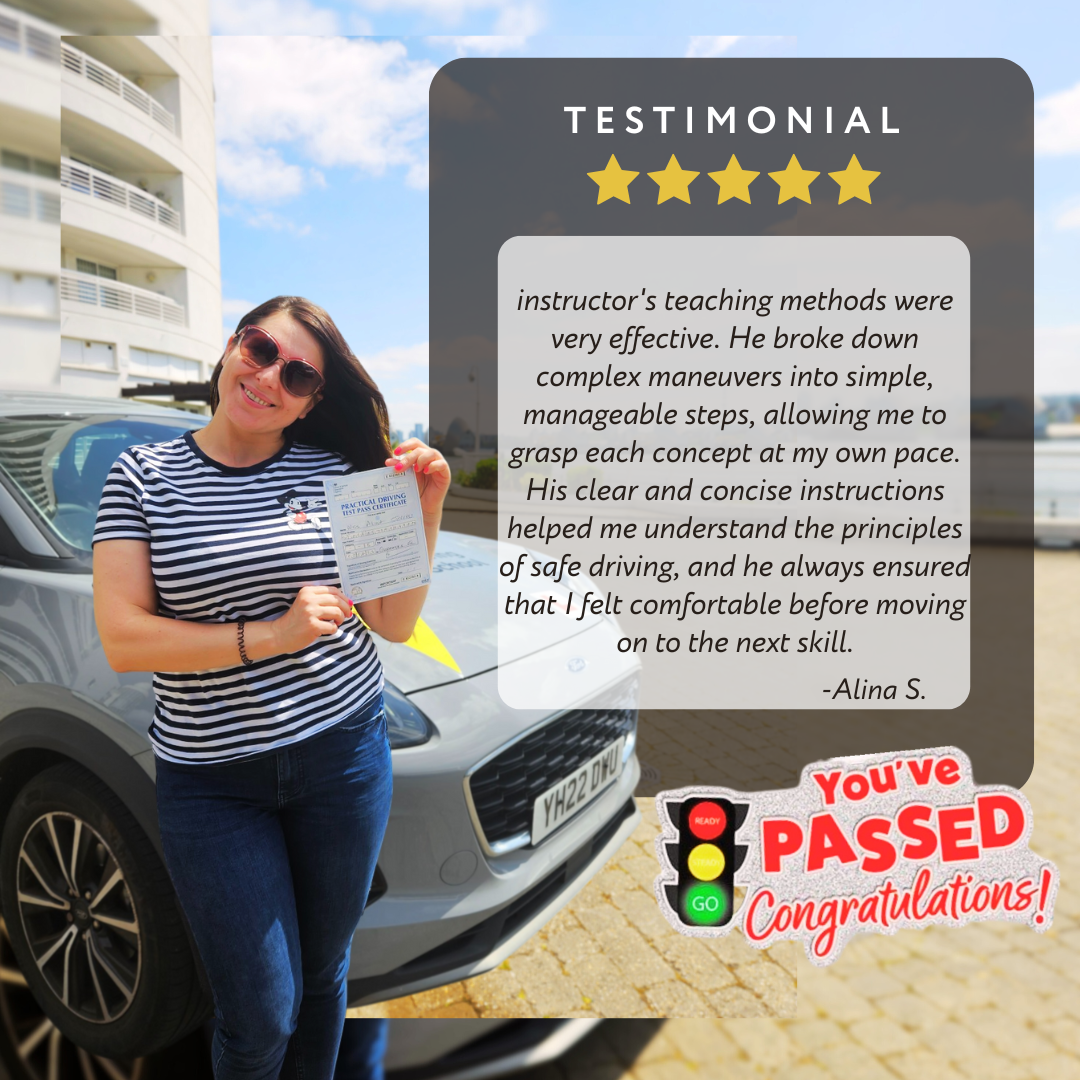 TESTIMONIAL
instructor's teaching methods were
very effective. He broke down
complex maneuvers into simple,
manageable steps, allowing me to
grasp each concept at my own pace.
His clear and concise instructions
helped me understand the principles
of safe driving, and he always ensured
that I felt comfortable before moving
on to the next skill.
-Alina S.
PRACTICAL DRIVING
TEST PASS CERTIFICATE
YH22 DWU
You've
PASSED
Congratulations!
READY
STEADY
GO